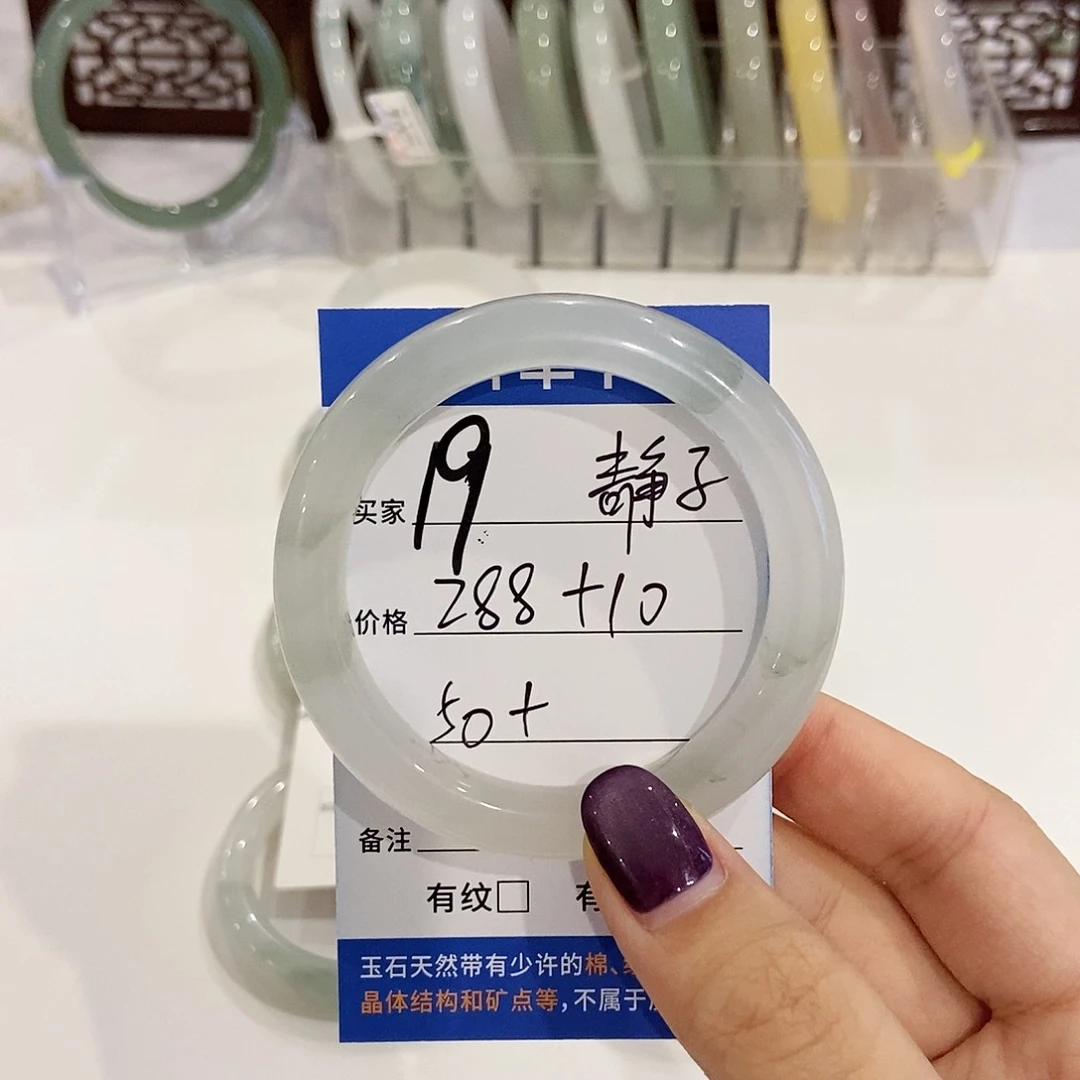 19 静子
买家
288+10
价格
50+
备注
有纹□ 有
玉石天然带有少许的棉、
晶体结构和矿点等,不属于